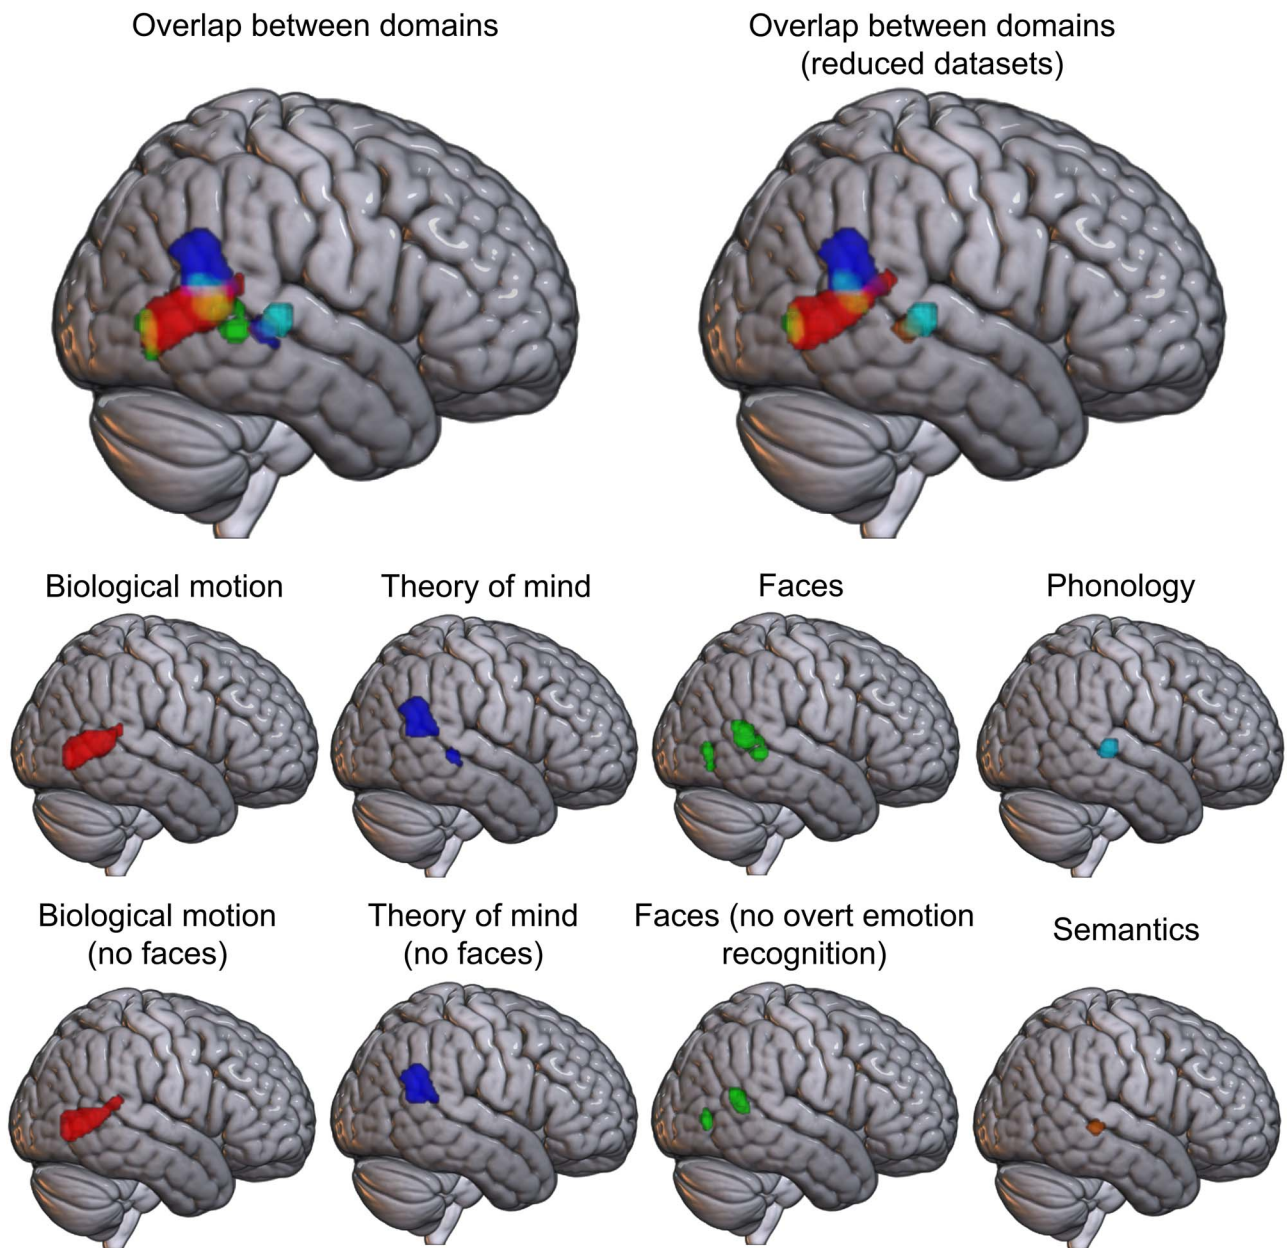 Overlap between domains
Overlap between domains
(reduced datasets)
Biological motion
Theory of mind
Faces
Phonology
Biological motion
(no faces)
Theory of mind
(no faces)
Faces (no overt emotion
recognition)
Semantics